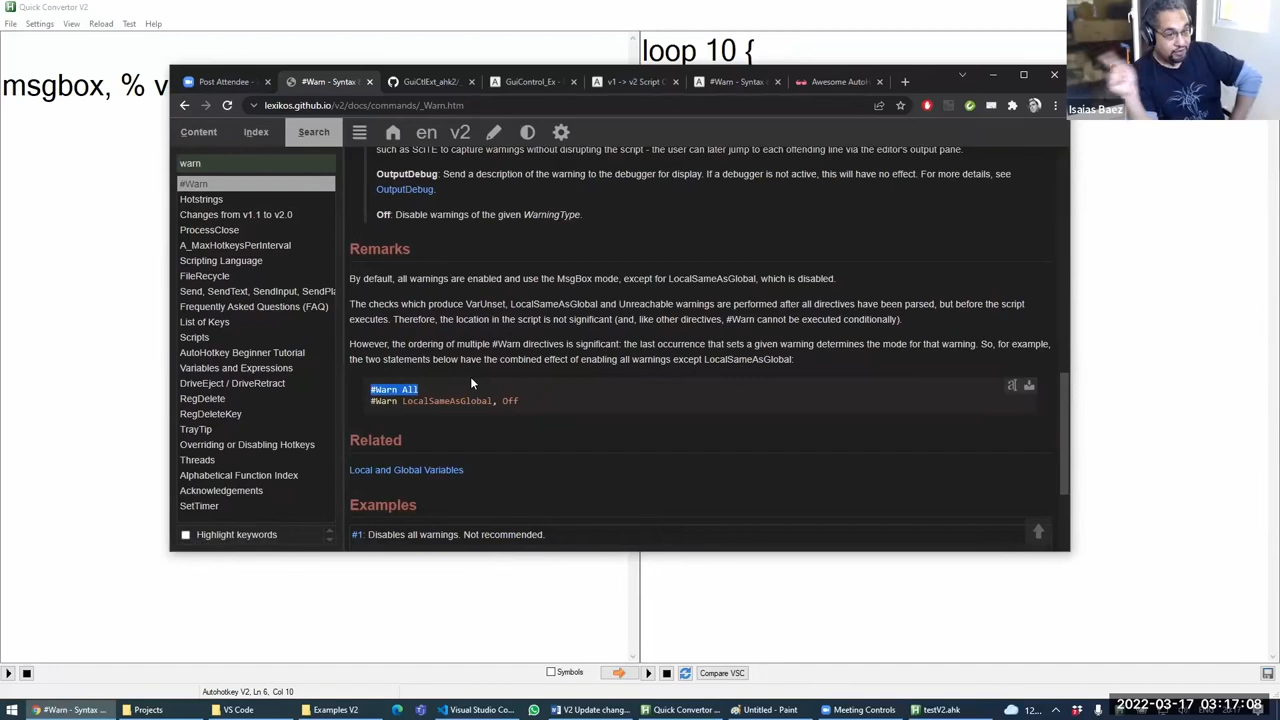 Quick Convertor V2
File Settings View Reload Test Help
msgbox, % v
loop 10 {
Isaias Baez
Post Attendee -
#Warn - Syntax &
GuiCtlExt_ahk2/
GuiControl_Ex -
v1 -> v2 Script C
#Warn - Syntax &
Awesome AutoH
lexikos.github.io/v2/docs/commands/_Warn.htm
Content Index Search
en v2
warn
#Warn
Hotstrings
Changes from v1.1 to v2.0
ProcessClose
A_MaxHotkeysPerInterval
Scripting Language
FileRecycle
Send, SendText, SendInput, SendPla
Frequently Asked Questions (FAQ)
List of Keys
Scripts
AutoHotkey Beginner Tutorial
Variables and Expressions
DriveEject / DriveRetract
RegDelete
RegDeleteKey
TrayTip
Overriding or Disabling Hotkeys
Threads
Alphabetical Function Index
Acknowledgements
SetTimer
Highlight keywords
such as SciTE to capture warnings without disrupting the script - the user can later jump to each offending line via the editor's output pane.
OutputDebug: Send a description of the warning to the debugger for display. If a debugger is not active, this will have no effect. For more details, see
OutputDebug.
Off: Disable warnings of the given WarningType.
Remarks
By default, all warnings are enabled and use the MsgBox mode, except for LocalSameAsGlobal, which is disabled.
The checks which produce VarUnset, LocalSameAsGlobal and Unreachable warnings are performed after all directives have been parsed, but before the script
executes. Therefore, the location in the script is not significant (and, like other directives, #Warn cannot be executed conditionally).
However, the ordering of multiple #Warn directives is significant: the last occurrence that sets a given warning determines the mode for that warning. So, for example,
the two statements below have the combined effect of enabling all warnings except LocalSameAsGlobal:
#Warn All
#Warn LocalSameAsGlobal, Off
Related
Local and Global Variables
Examples
#1: Disables all warnings. Not recommended.
Symbols
Compare VSC
Autohotkey V2, Ln 6, Col 10
#Warn - Syntax &...
Projects
VS Code
Examples V2
Visual Studio Co...
V2 Update chang...
Quick Convertor ...
Untitled - Paint
Meeting Controls
testV2.ahk
12...
2022-03-17 03:17:08